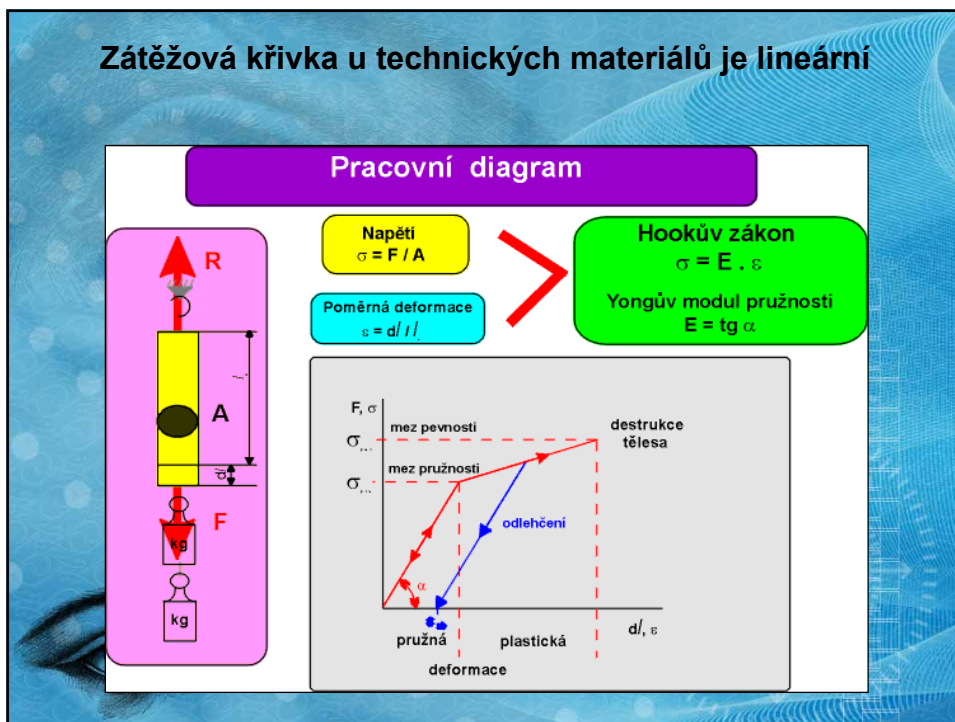 Zátěžová křivka u technických materiálů je lineární
Pracovní diagram
R
A
l.
dl
F
kg
kg
Napětí
σ = F / A
Poměrná deformace
ε = dl / l.
Hookův zákon
σ = E . ε
Yongův modul pružnosti
E = tg α
F, σ
mez pevnosti
σ
mez pružnosti
σ
destrukce
tělesa
odlehčení
α
dl, ε
pružná
plastická
deformace